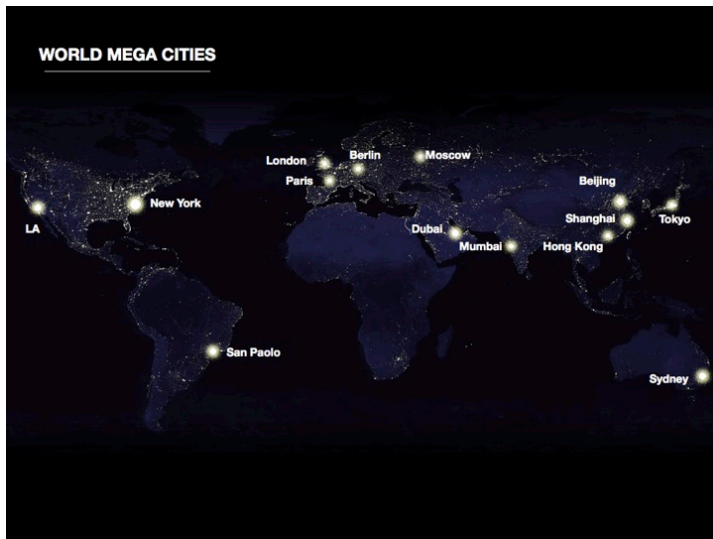 WORLD MEGA CITIES
London
Berlin
Moscow
Paris
Beijing
New York
Shanghai
Tokyo
LA
Dubai
Mumbai
Hong Kong
San Paolo
Sydney